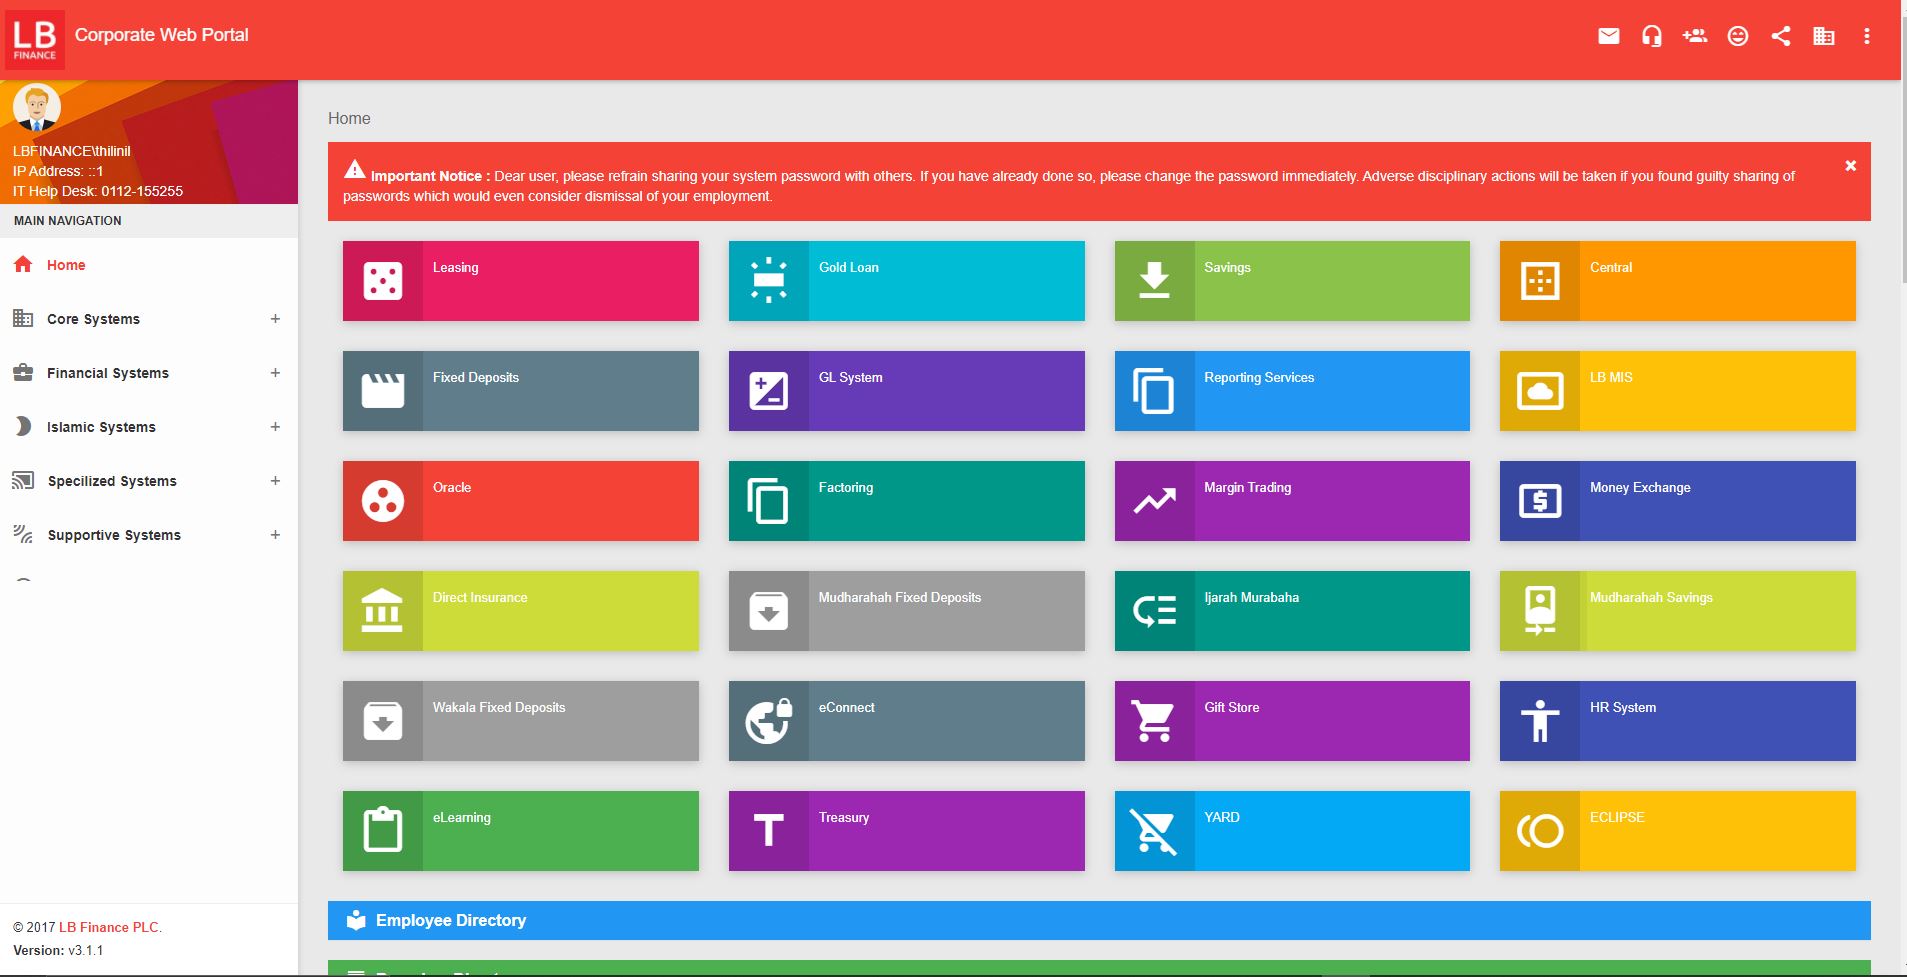 LB
FINANCE
Corporate Web Portal
LBFINANCE\thilinil
IP Address: ::1
IT Help Desk: 0112-155255
MAIN NAVIGATION
Home
Core Systems +
Financial Systems +
Islamic Systems +
Specilized Systems +
Supportive Systems +
© 2017 LB Finance PLC.
Version: v3.1.1
Home
Important Notice : Dear user, please refrain sharing your system password with others. If you have already done so, please change the password immediately. Adverse disciplinary actions will be taken if you found guilty sharing of
passwords which would even consider dismissal of your employment.
Leasing
Gold Loan
Savings
Central
Fixed Deposits
GL System
Reporting Services
LB MIS
Oracle
Factoring
Margin Trading
Money Exchange
Direct Insurance
Mudharahah Fixed Deposits
Ijarah Murabaha
Mudharahah Savings
Wakala Fixed Deposits
eConnect
Gift Store
HR System
eLearning
Treasury
YARD
ECLIPSE
Employee Directory